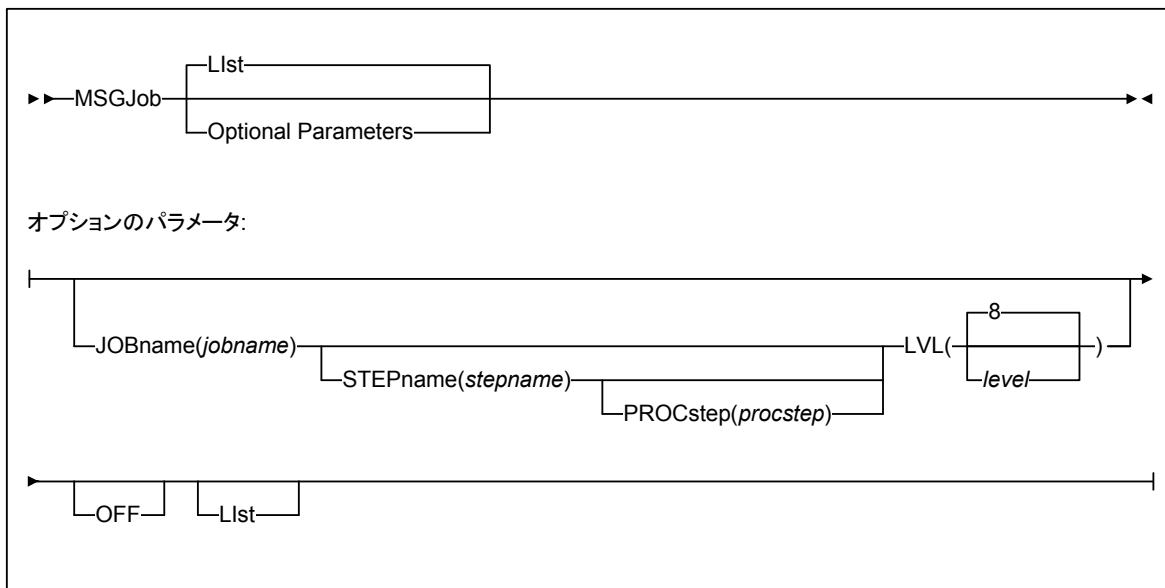 LIst
MSGJob
Optional Parameters
オプションのパラメータ:
8
JOBname(jobname) LVL( )
STEPname(stepname) level
PROCstep(procstep)
OFF LIst